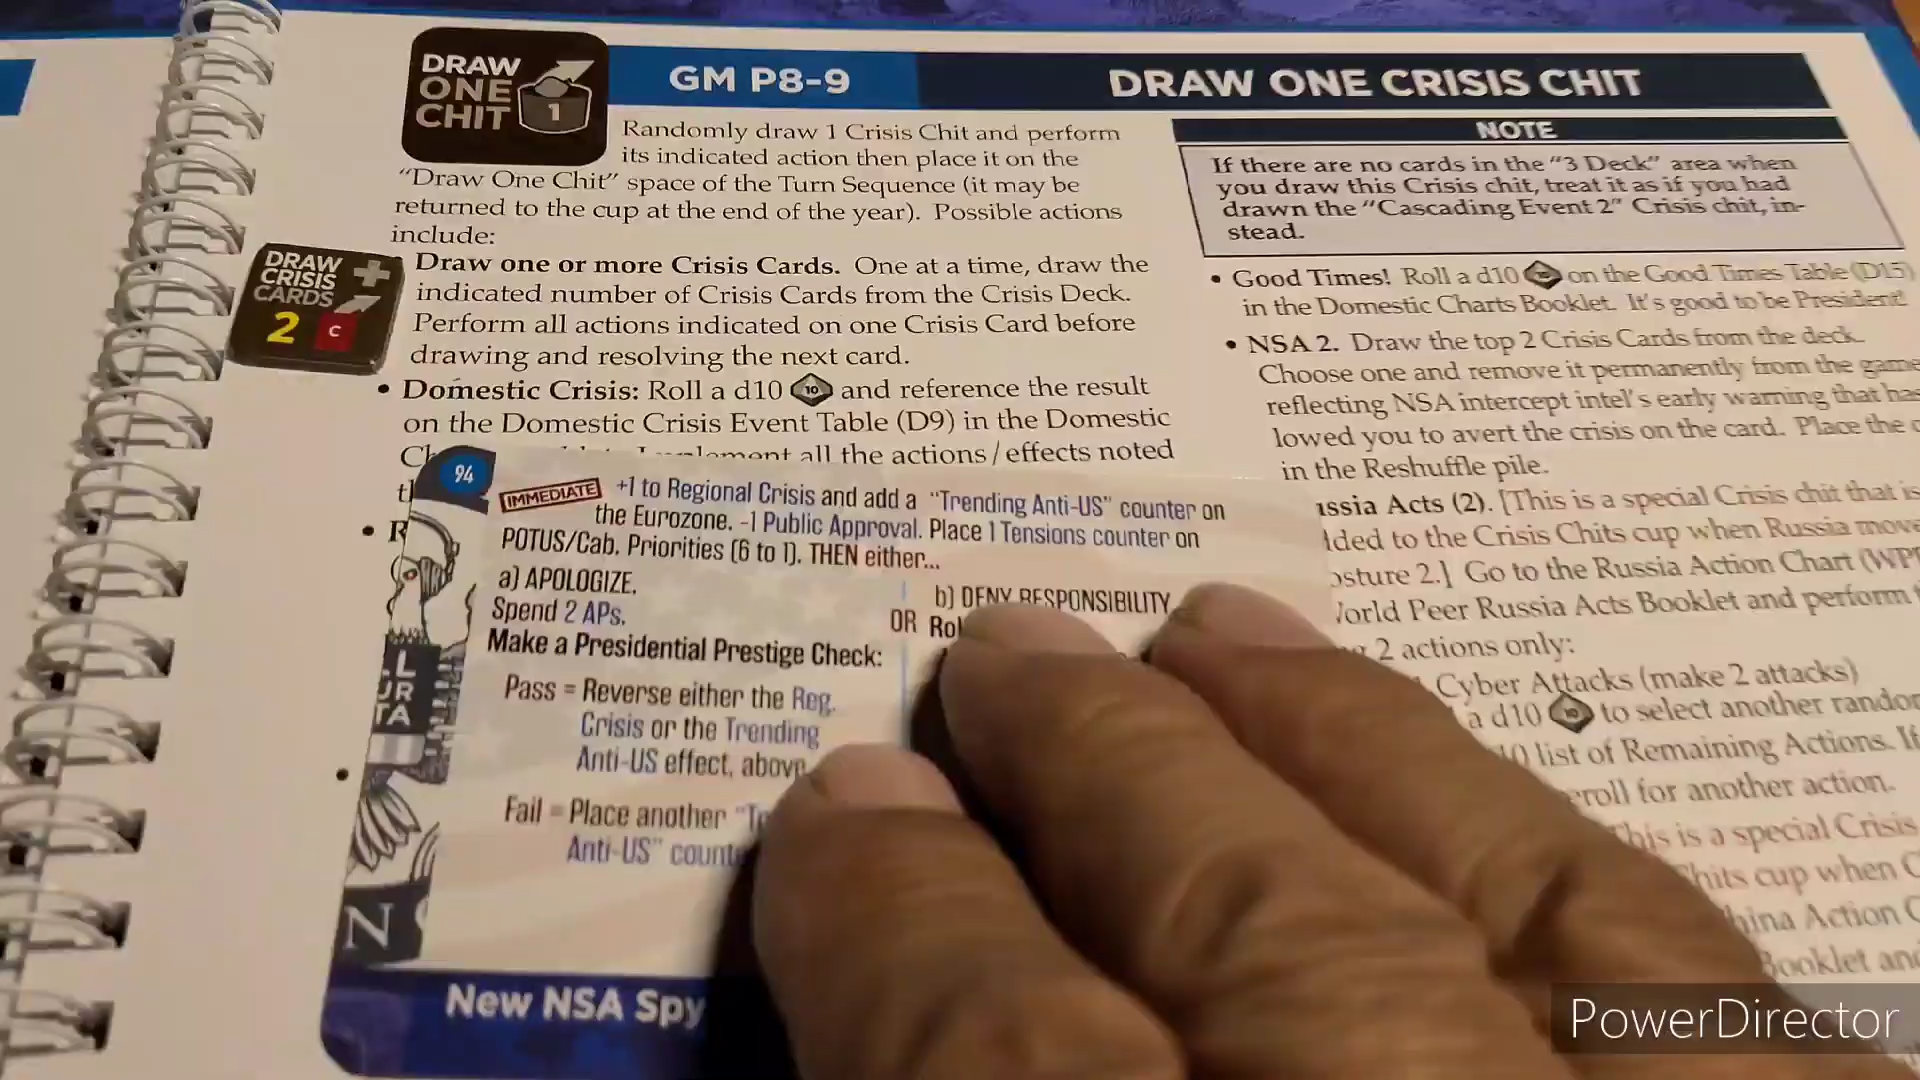 DRAW
ONE
CHIT
1
GM P8-9
DRAW ONE CRISIS CHIT
Randomly draw 1 Crisis Chit and perform
its indicated action then place it on the
“Draw One Chit” space of the Turn Sequence (it may be
returned to the cup at the end of the year). Possible actions
include:
DRAW
CRISIS
CARDS
2 C
Draw one or more Crisis Cards. One at a time, draw the
indicated number of Crisis Cards from the Crisis Deck.
Perform all actions indicated on one Crisis Card before
drawing and resolving the next card.
• Domestic Crisis: Roll a d10 10 and reference the result
on the Domestic Crisis Event Table (D9) in the Domestic
all the actions/effects noted
• R
94
IMMEDIATE +1 to Regional Crisis and add a “Trending Anti-US” counter on
the Eurozone. -1 Public Approval. Place 1 Tensions counter on
POTUS/Cab. Priorities (6 to 1). THEN either...
a) APOLOGIZE.
Spend 2 APs.
Make a Presidential Prestige Check:
Pass = Reverse either the Reg.
Crisis or the Trending
Anti-US effect, above
Fail = Place another
Anti-US”
OR
b) DENY RESPONSIBILITY
L
UR
TA
N
New NSA Spy
NOTE
If there are no cards in the “3 Deck” area when
you draw this Crisis chit, treat it as if you had
drawn the “Cascading Event 2” Crisis chit, in-
stead.
• Good Times! Roll a d10 on the Good Times Table (D15)
in the Domestic Charts Booklet. It's good to be President!
• NSA 2. Draw the top 2 Crisis Cards from the deck.
Choose one and remove it permanently from the game
reflecting NSA intercept intel's early warning that has
lowed you to avert the crisis on the card. Place the
in the Reshuffle pile.
ussia Acts (2). [This is a special Crisis chit that is
dded to the Crisis Chits cup when Russia move
osture 2.] Go to the Russia Action Chart (WP
World Peer Russia Acts Booklet and perform
2 actions only:
Cyber Attacks (make 2 attacks)
a d10 10 to select another random
list of Remaining Actions. If
roll for another action.
This is a special Crisis
hits cup when C
hina Action C
Booklet and
PowerDirector